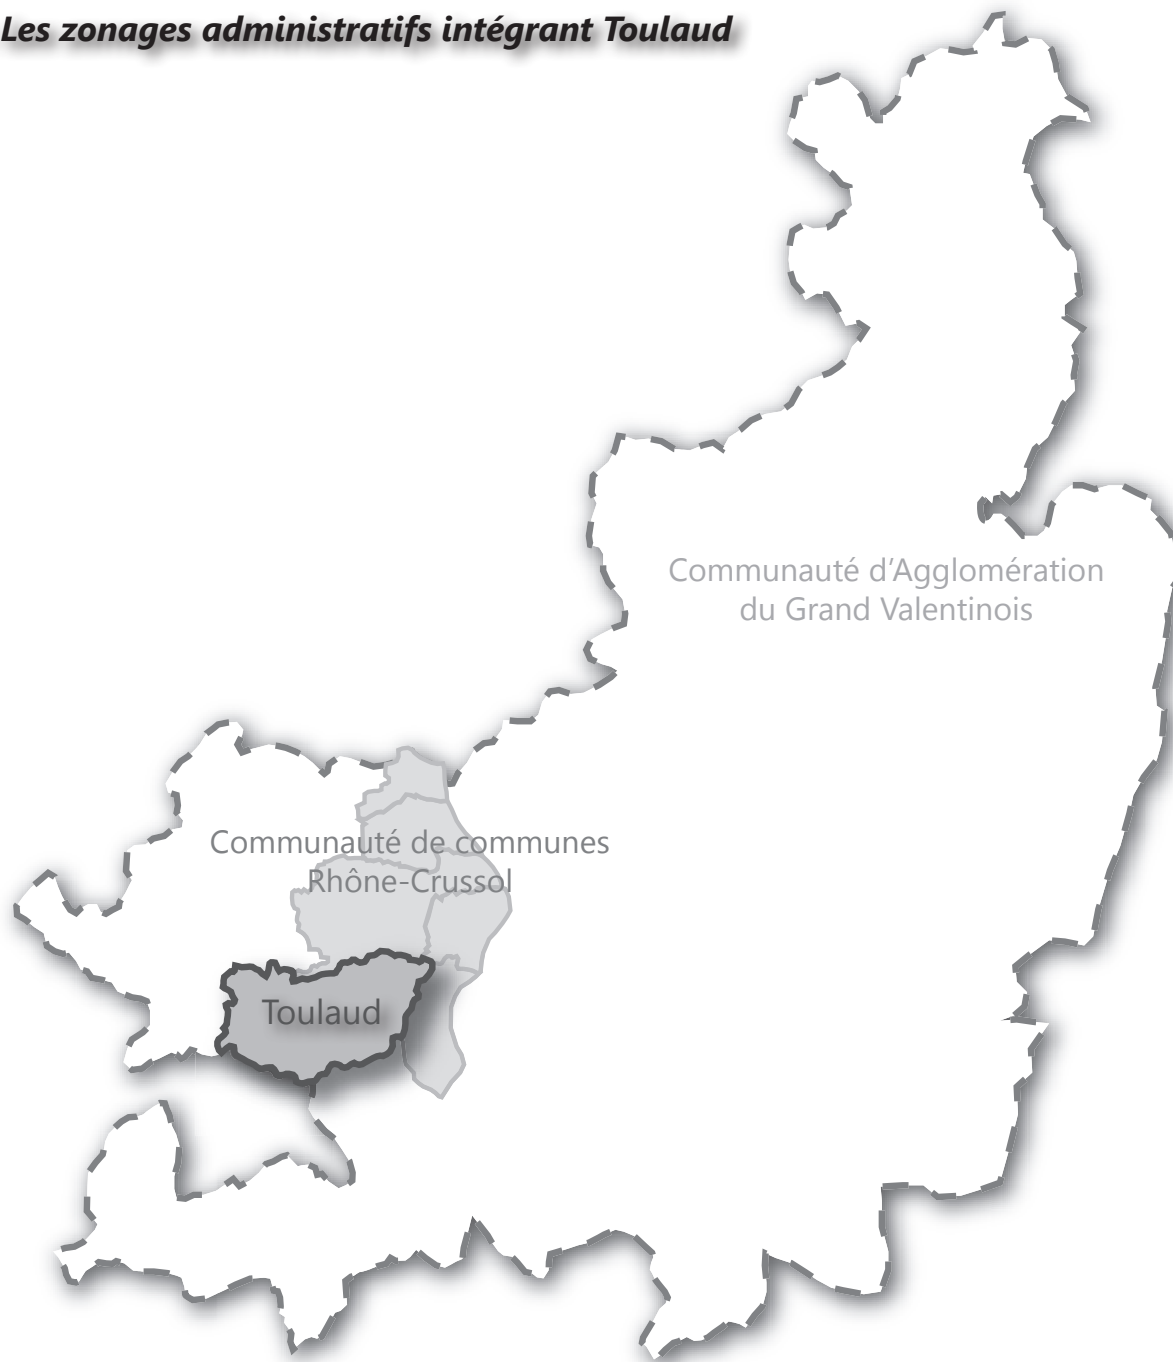 Les zonages administratifs intégrant Toulaud
Communauté d'Agglomération
du Grand Valentinois
Communauté de communes
Rhône-Crussol
Toulaud